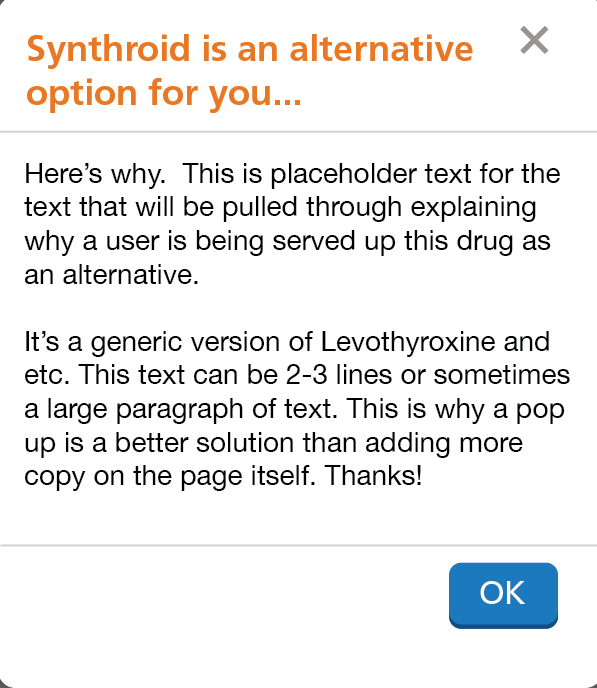 Synthroid is an alternative
option for you...
Here’s why.  This is placeholder text for the
text that will be pulled through explaining
why a user is being served up this drug as
an alternative.
It’s a generic version of Levothyroxine and
etc. This text can be 2-3 lines or sometimes
a large paragraph of text. This is why a pop
up is a better solution than adding more
copy on the page itself. Thanks!
OK